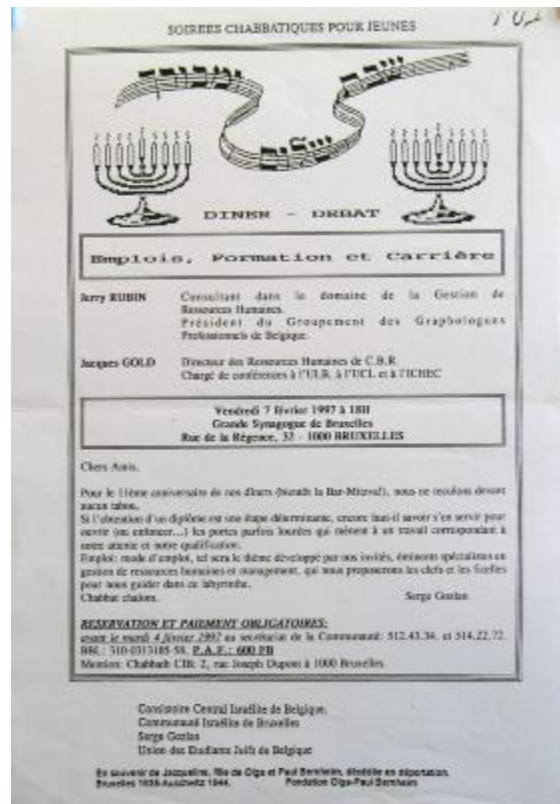 SOIREES CHABBATIQUES POUR JEUNES
DINER - DEBAT
Emplois, Formation et Carrière
Jerry RUBIN Consultant dans le domaine de la Gestion de
Ressources Humaines.
Président du Groupement des Graphologues
Professionnels de Belgique.
Jacques GOLD Directeur des Ressources Humaines de C.B.R.
Chargé de conférences à l'ULB, à l'UCL et à l'ICHEC
Vendredi 7 février 1997 à 18H
Grande Synagogue de Bruxelles
Rue de la Régence, 32 - 1000 BRUXELLES
Chers Amis,
Pour le 11ème anniversaire de nos dîners (bientôt la Bar-Mitsva!), nous ne reculons devant
aucun tabou.
Si l'obtention d'un diplôme est une étape déterminante, encore faut-il savoir s'en servir pour
ouvrir (ou enfoncer...) les portes parfois lourdes qui mènent à un travail correspondant à
notre attente et notre qualification.
Emploi: mode d'emploi, tel sera le thème développé par nos invités, éminents spécialistes en
gestion de ressources humaines et management, qui nous proposerons les clefs et les ficelles
pour nous guider dans ce labyrinthe.
Chabbat chalom. Serge Gozlan
RESERVATION ET PAIEMENT OBLIGATOIRES:
avant le mardi 4 février 1997 au secrétariat de la Communauté: 512.43.34. et 514.22.72.
BBL: 310-0313185-58. P.A.F.: 600 FB
Mention: Chabbath CIB: 2, rue Joseph Dupont à 1000 Bruxelles.
Consistoire Central Israélite de Belgique.
Communauté Israélite de Bruxelles
Serge Gozlan
Union des Etudiants Juifs de Belgique
En souvenir de Jacqueline, fille de Olga et Paul Bernheim, décédée en déportation.
Bruxelles 1935-Auschwitz 1944. Fondation Olga-Paul Bernheim